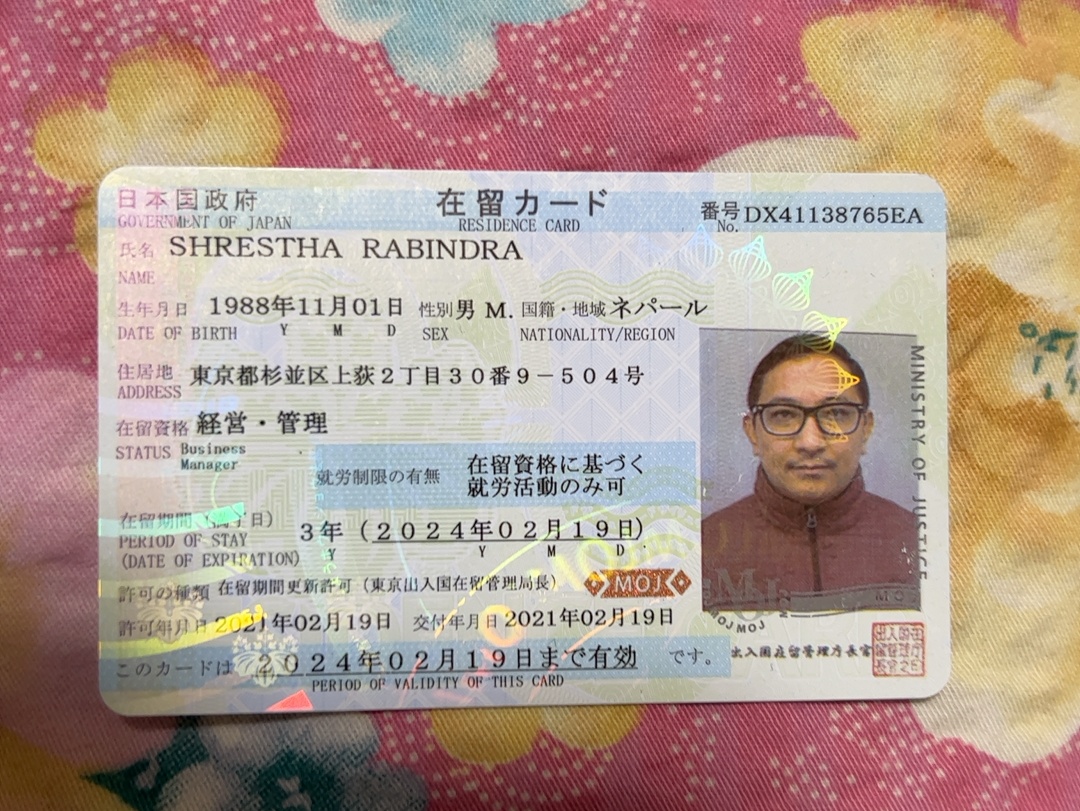 日本国政府 在留カード 番号 DX41138765EA
GOVERNMENT OF JAPAN RESIDENCE CARD No.
氏名 SHRESTHA RABINDRA
NAME
生年月日 1988年11月01日 性別 男 M. 国籍・地域 ネパール
DATE OF BIRTH Y M D SEX NATIONALITY/REGION
住居地 東京都杉並区上荻2丁目30番9-504号
ADDRESS
在留資格 経営・管理
STATUS Business
Manager
就労制限の有無 在留資格に基づく
就労活動のみ可
在留期間
PERIOD OF STAY 3年 (2024年02月19日)
(DATE OF EXPIRATION) Y Y M D
許可の種類 在留期間更新許可(東京出入国在留管理局長)
MOJ
許可年月日 2021年02月19日 交付年月日 2021年02月19日
このカードは 2024年02月19日まで有効 です。
PERIOD OF VALIDITY OF THIS CARD
MINISTRY OF JUSTICE
MOJ MOJ
出入国在留管理庁長官